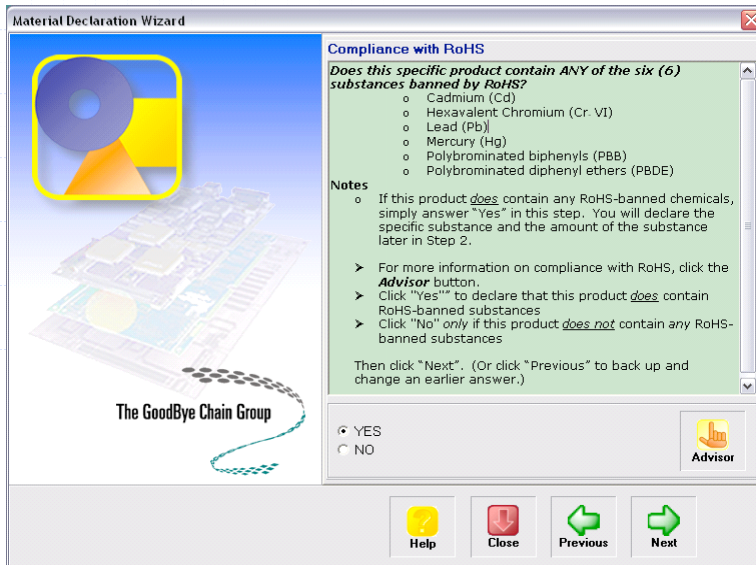 Material Declaration Wizard
Compliance with RoHS
Does this specific product contain ANY of the six (6)
substances banned by RoHS?
o Cadmium (Cd)
o Hexavalent Chromium (Cr. VI)
o Lead (Pb)
o Mercury (Hg)
o Polybrominated biphenyls (PBB)
o Polybrominated diphenyl ethers (PBDE)
Notes
o If this product does contain any RoHS-banned chemicals,
simply answer “Yes” in this step. You will declare the
specific substance and the amount of the substance
later in Step 2.
➤ For more information on compliance with RoHS, click the
Advisor button.
➤ Click "Yes"” to declare that this product does contain
RoHS-banned substances
➤ Click "No" only if this product does not contain any RoHS-
banned substances
Then click “Next”. (Or click “Previous” to back up and
change an earlier answer.)
The GoodBye Chain Group
YES
NO
Advisor
Help
Close
Previous
Next